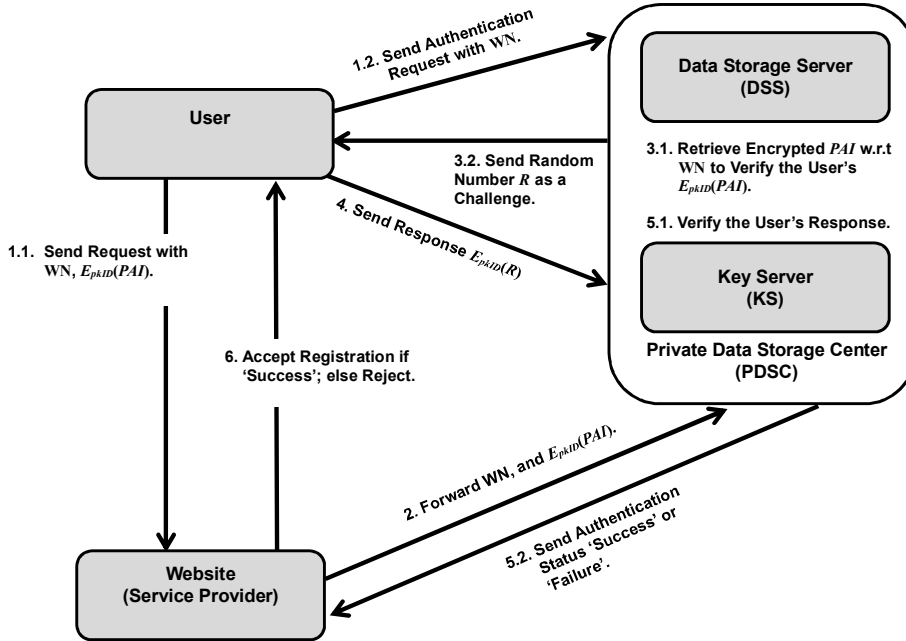 1.2. Send Authentication
Request with WN.
Data Storage Server
(DSS)
User
3.1. Retrieve Encrypted PAI w.r.t
WN to Verify the User's
EpkID(PAI).
3.2. Send Random
Number R as a
Challenge.
4. Send Response EpkID(R)
5.1. Verify the User's Response.
1.1. Send Request with
WN, EpkID(PAI).
Key Server
(KS)
Private Data Storage Center
(PDSC)
6. Accept Registration if
'Success'; else Reject.
2. Forward WN, and EpkID(PAI).
5.2. Send Authentication
Status 'Success' or
'Failure'.
Website
(Service Provider)